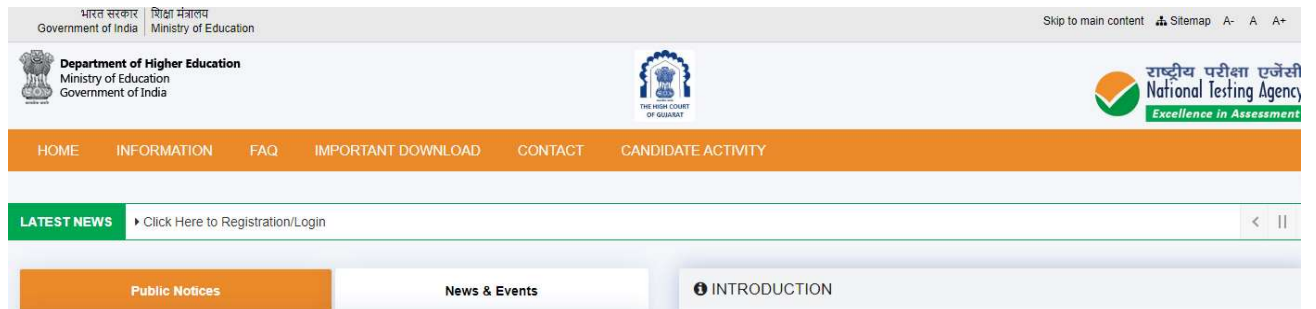 भारत सरकार शिक्षा मंत्रालय
Government of India Ministry of Education
Skip to main content Sitemap A- A A+
Department of Higher Education
Ministry of Education
Government of India
THE HIGH COURT
OF GUJARAT
राष्ट्रीय परीक्षा एजेंसी
National Testing Agency
Excellence in Assessment
HOME INFORMATION FAQ IMPORTANT DOWNLOAD CONTACT CANDIDATE ACTIVITY
LATEST NEWS Click Here to Registration/Login
Public Notices News & Events INTRODUCTION